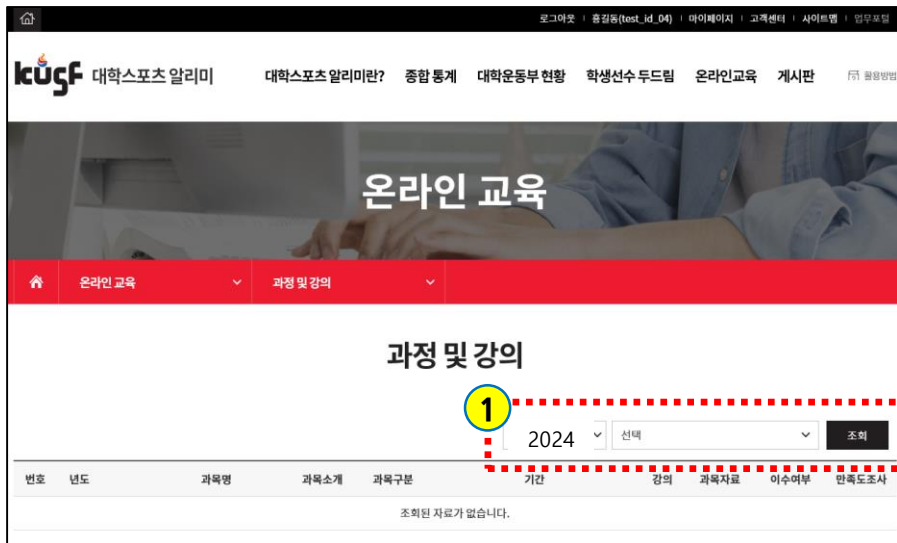 로그아웃 | 홍길동(test_id_04) | 마이페이지 | 고객센터 | 사이트맵 | 업무포털
kusf 대학스포츠 알리미 대학스포츠 알리미란? 종합 통계 대학운동부 현황 학생선수 두드림 온라인교육 게시판 활용방법
온라인 교육
온라인 교육 과정 및 강의
과정 및 강의
1
2024 선택 조회
번호 년도 과목명 과목소개 과목구분 기간 강의 과목자료 이수여부 만족도조사
조회된 자료가 없습니다.